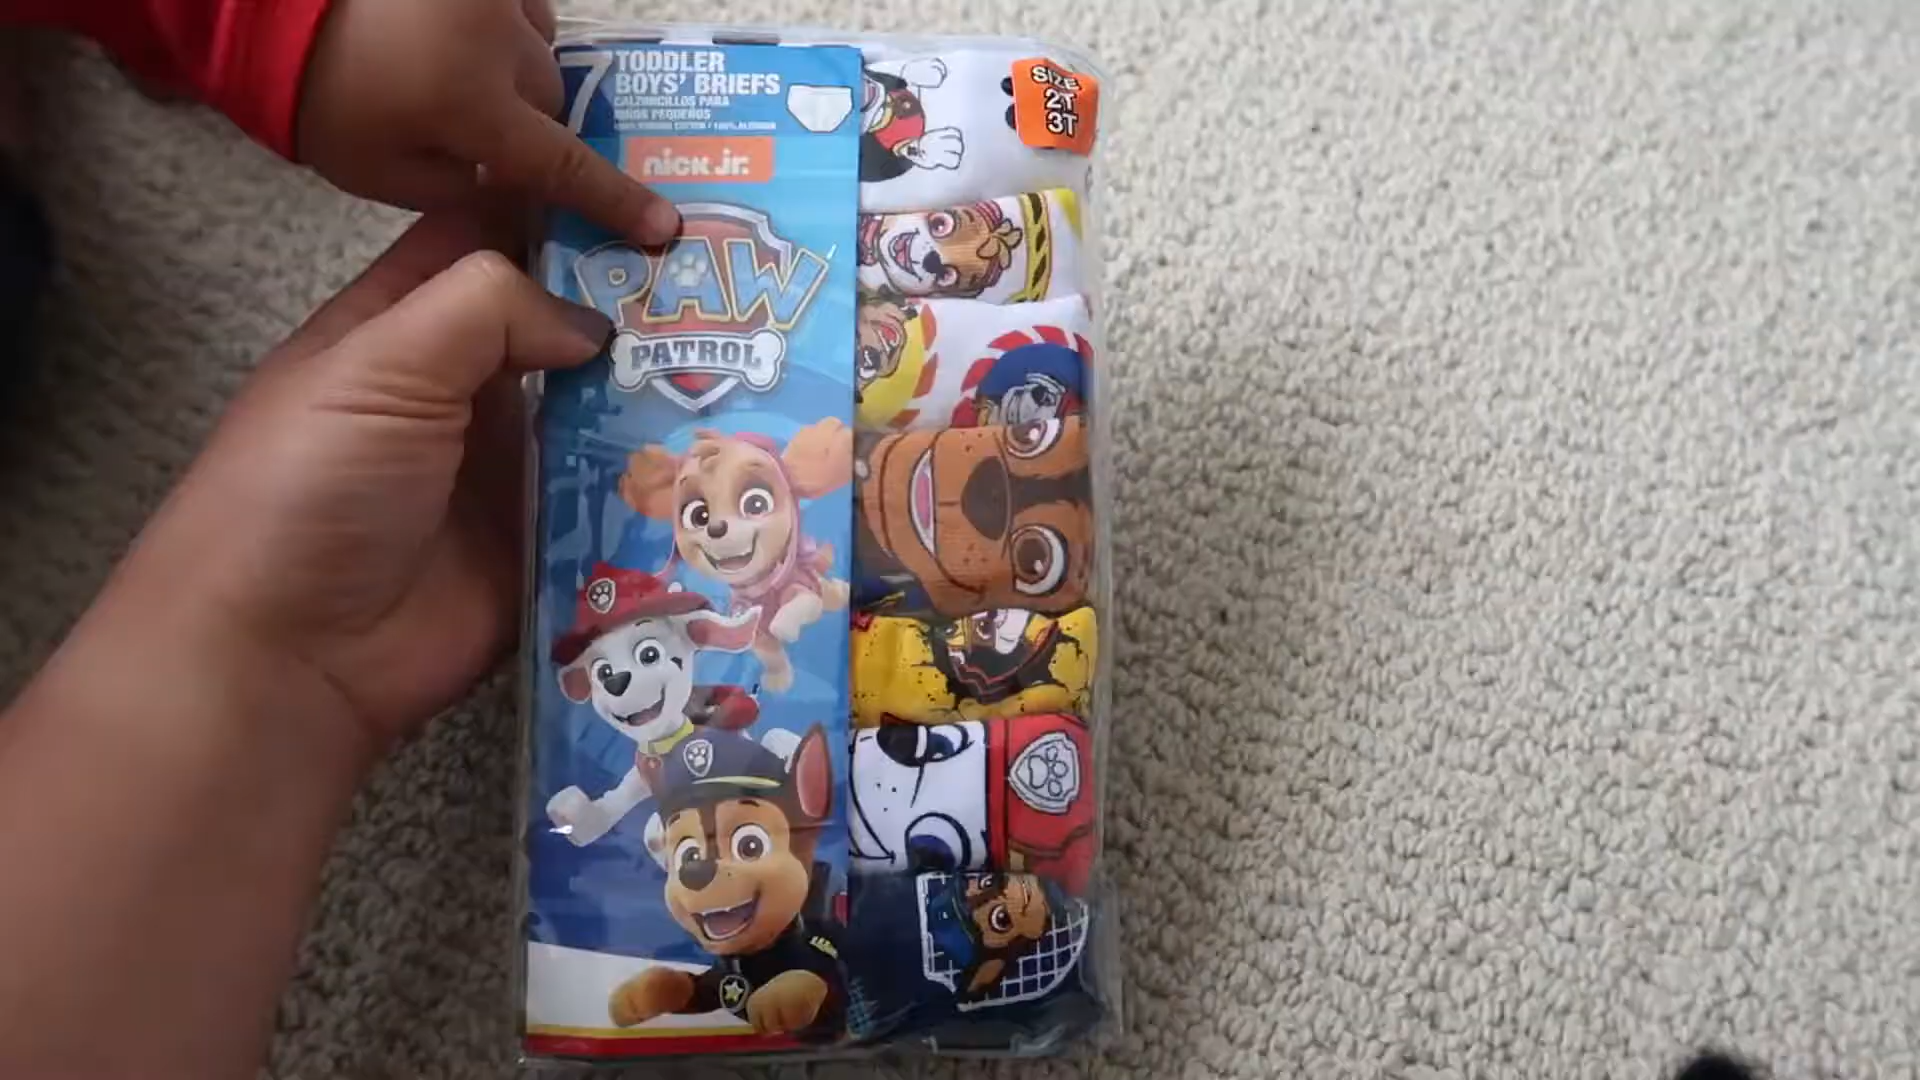 7 TODDLER
BOYS' BRIEFS
CALZONCILLOS PARA
NIÑOS PEQUEÑOS
nick jr.
PAW
PATROL
SIZE
2T
3T